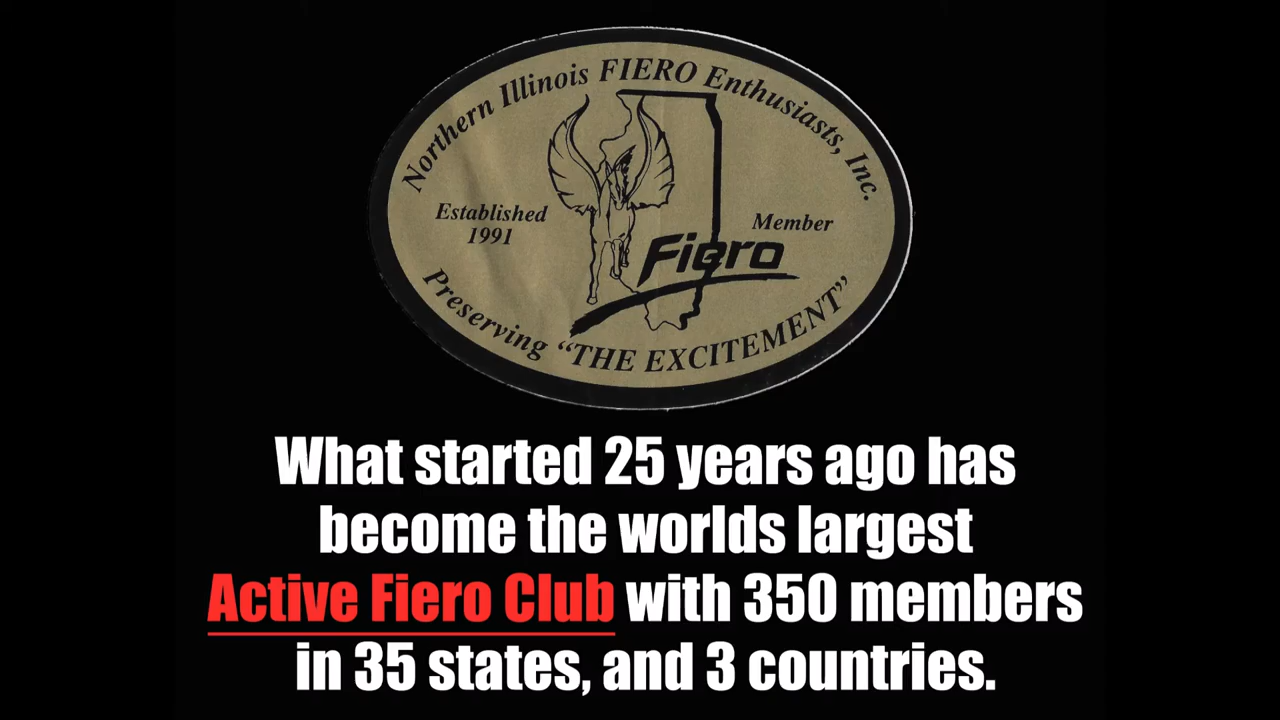 Northern Illinois FIERO Enthusiasts, Inc.
Established
1991
Member
Fiero
Preserving “THE EXCITEMENT”
What started 25 years ago has
become the worlds largest
Active Fiero Club with 350 members
in 35 states, and 3 countries.